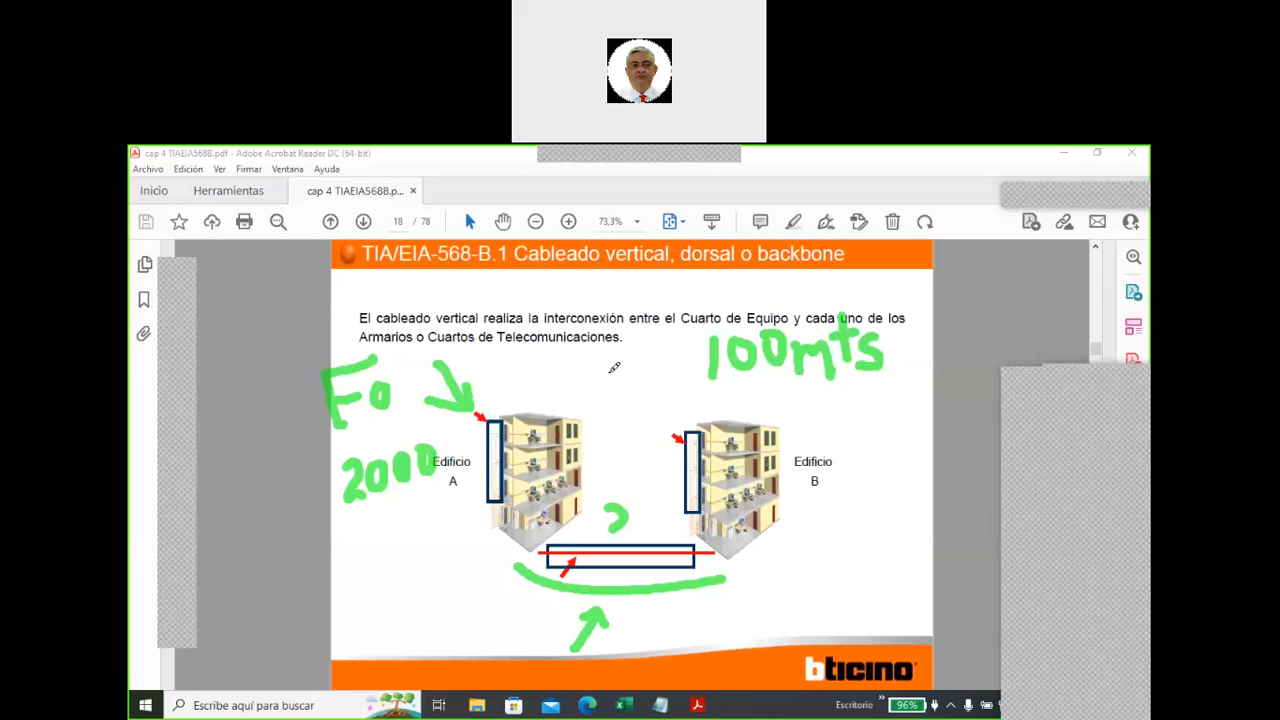 cap 4 TIAEIA568B.pdf - Adobe Acrobat Reader DC (64-bit)
Archivo Edición Ver Firmar Ventana Ayuda
Inicio Herramientas cap 4 TIAEIA568B.p... ×
18 / 78 73,3%
TIA/EIA-568-B.1 Cableado vertical, dorsal o backbone
El cableado vertical realiza la interconexión entre el Cuarto de Equipo y cada uno de los
Armarios o Cuartos de Telecomunicaciones.
100mts
Fo
2000
Edificio
A
Edificio
B
bticino
Escribe aquí para buscar
Escritorio
96%